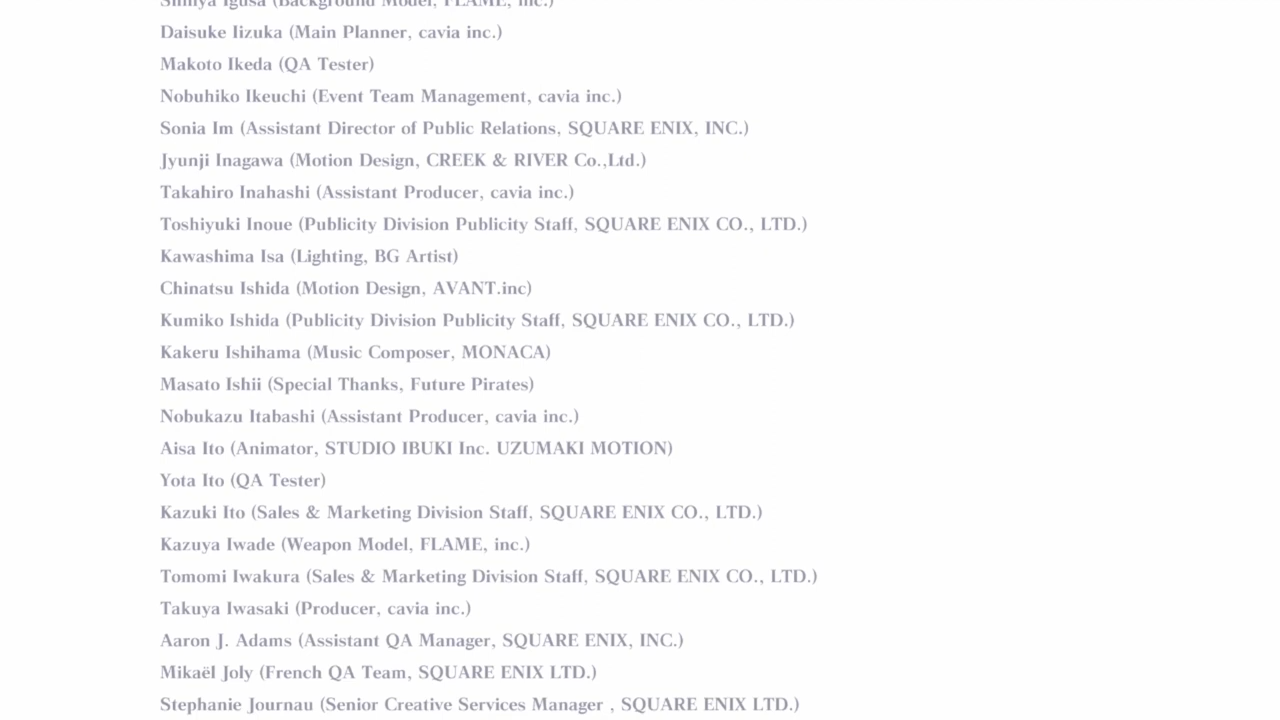 Shinya Igusa (Background Model, FLAME, inc.)
Daisuke Iizuka (Main Planner, cavia inc.)
Makoto Ikeda (QA Tester)
Nobuhiko Ikeuchi (Event Team Management, cavia inc.)
Sonia Im (Assistant Director of Public Relations, SQUARE ENIX, INC.)
Jyunji Inagawa (Motion Design, CREEK & RIVER Co.,Ltd.)
Takahiro Inahashi (Assistant Producer, cavia inc.)
Toshiyuki Inoue (Publicity Division Publicity Staff, SQUARE ENIX CO., LTD.)
Kawashima Isa (Lighting, BG Artist)
Chinatsu Ishida (Motion Design, AVANT.inc)
Kumiko Ishida (Publicity Division Publicity Staff, SQUARE ENIX CO., LTD.)
Kakeru Ishihama (Music Composer, MONACA)
Masato Ishii (Special Thanks, Future Pirates)
Nobukazu Itabashi (Assistant Producer, cavia inc.)
Aisa Ito (Animator, STUDIO IBUKI Inc. UZUMAKI MOTION)
Yota Ito (QA Tester)
Kazuki Ito (Sales & Marketing Division Staff, SQUARE ENIX CO., LTD.)
Kazuya Iwade (Weapon Model, FLAME, inc.)
Tomomi Iwakura (Sales & Marketing Division Staff, SQUARE ENIX CO., LTD.)
Takuya Iwasaki (Producer, cavia inc.)
Aaron J. Adams (Assistant QA Manager, SQUARE ENIX, INC.)
Mikaël Joly (French QA Team, SQUARE ENIX LTD.)
Stephanie Journau (Senior Creative Services Manager , SQUARE ENIX LTD.)